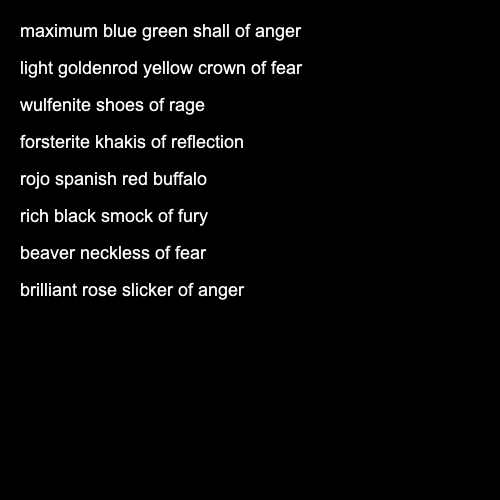 maximum blue green shall of anger
light goldenrod yellow crown of fear
wulfenite shoes of rage
forsterite khakis of reflection
rojo spanish red buffalo
rich black smock of fury
beaver neckless of fear
brilliant rose slicker of anger